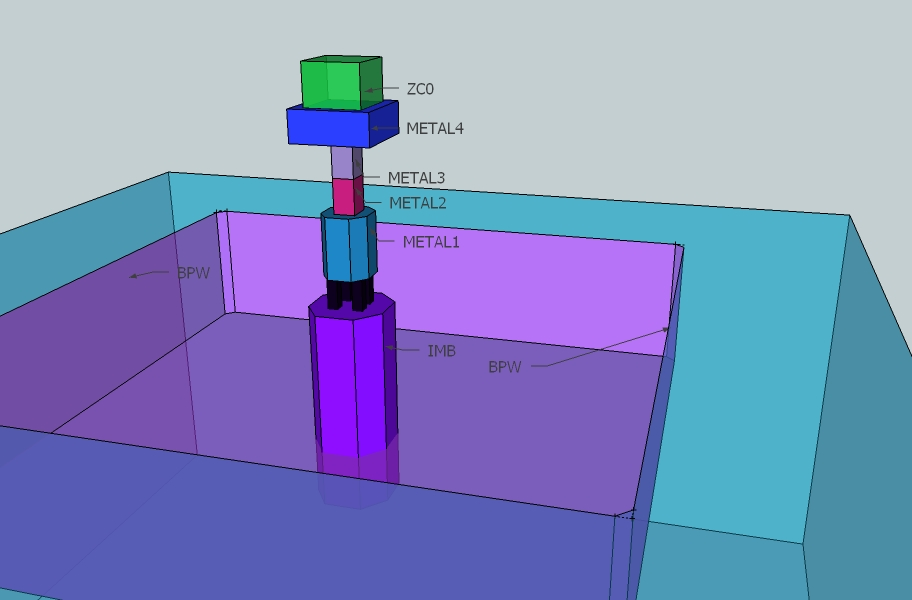 ZC0
METAL4
METAL3
METAL2
METAL1
BPW
IMB
BPW